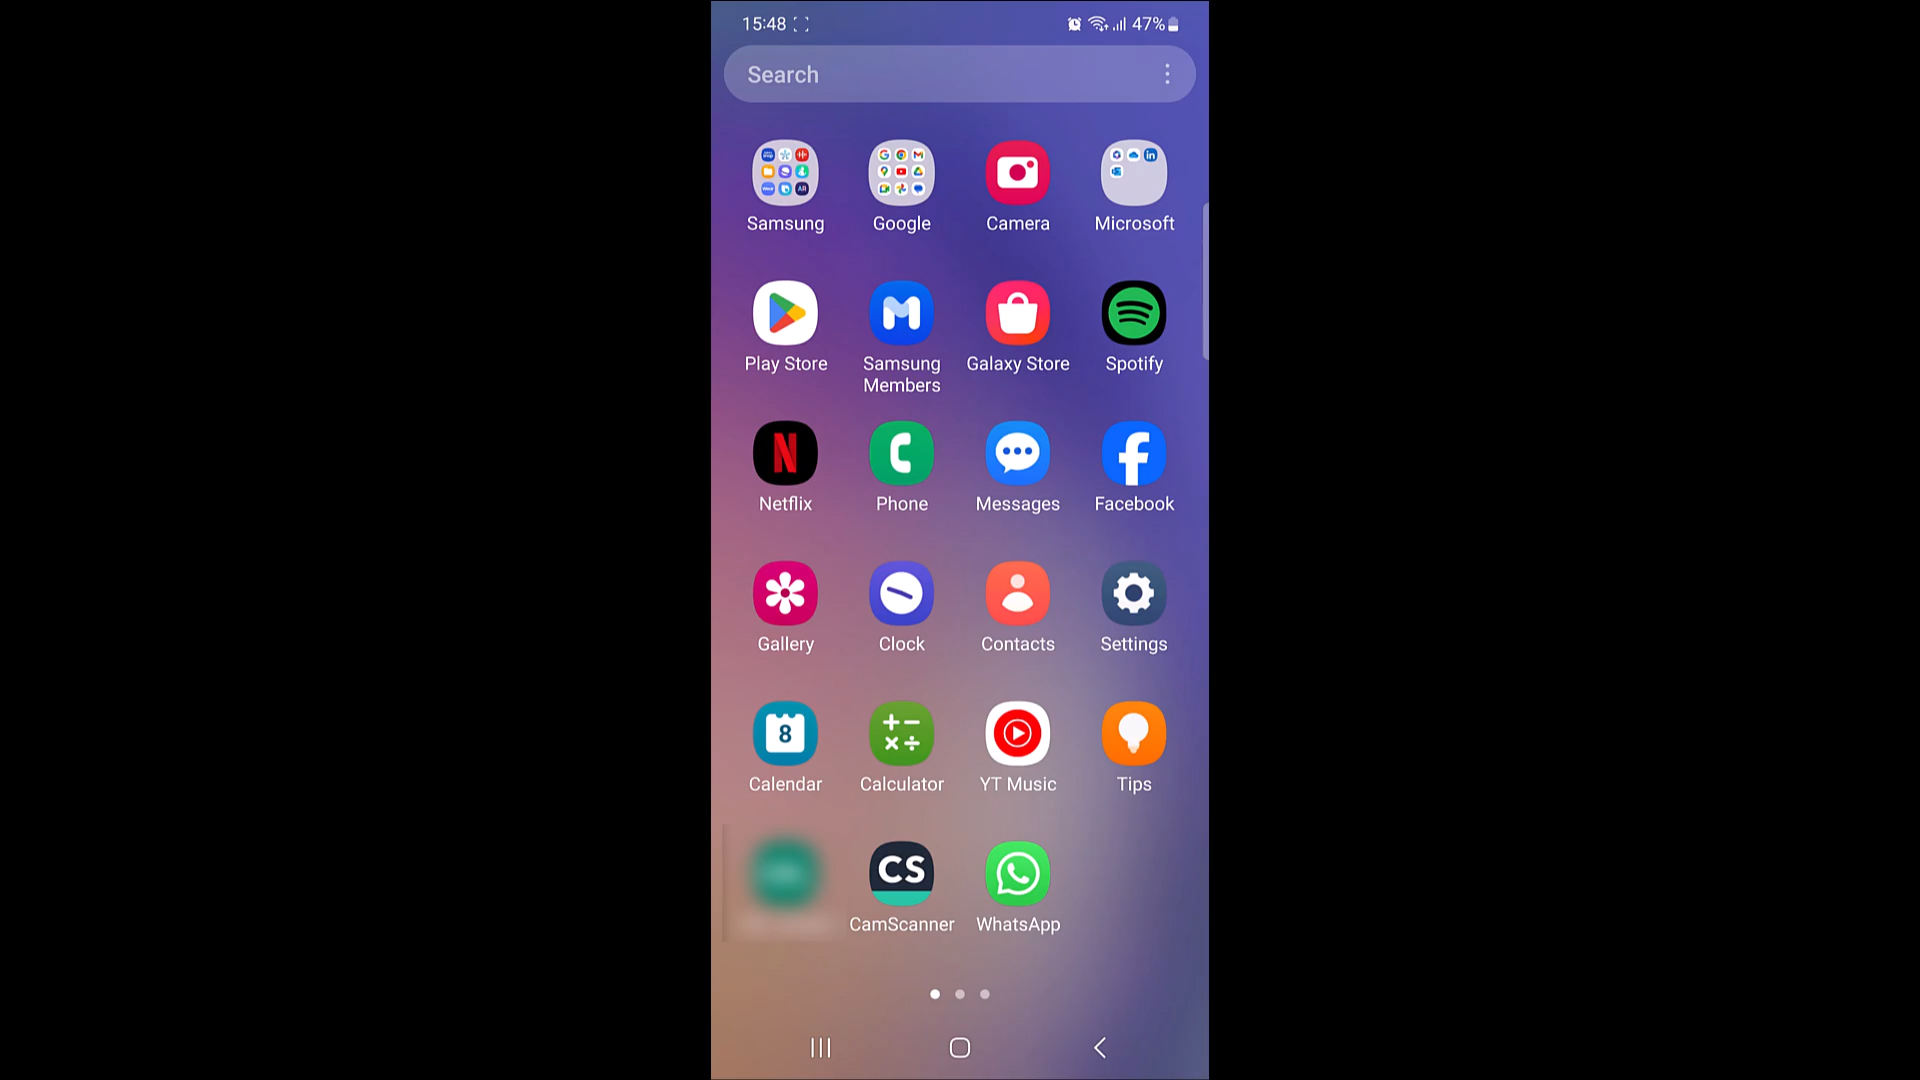 15:48 47%
Search
Samsung Google Camera Microsoft
Play Store Samsung Members Galaxy Store Spotify
N
Netflix Phone Messages Facebook
Gallery Clock Contacts Settings
8
Calendar Calculator YT Music Tips
CS
CamScanner WhatsApp